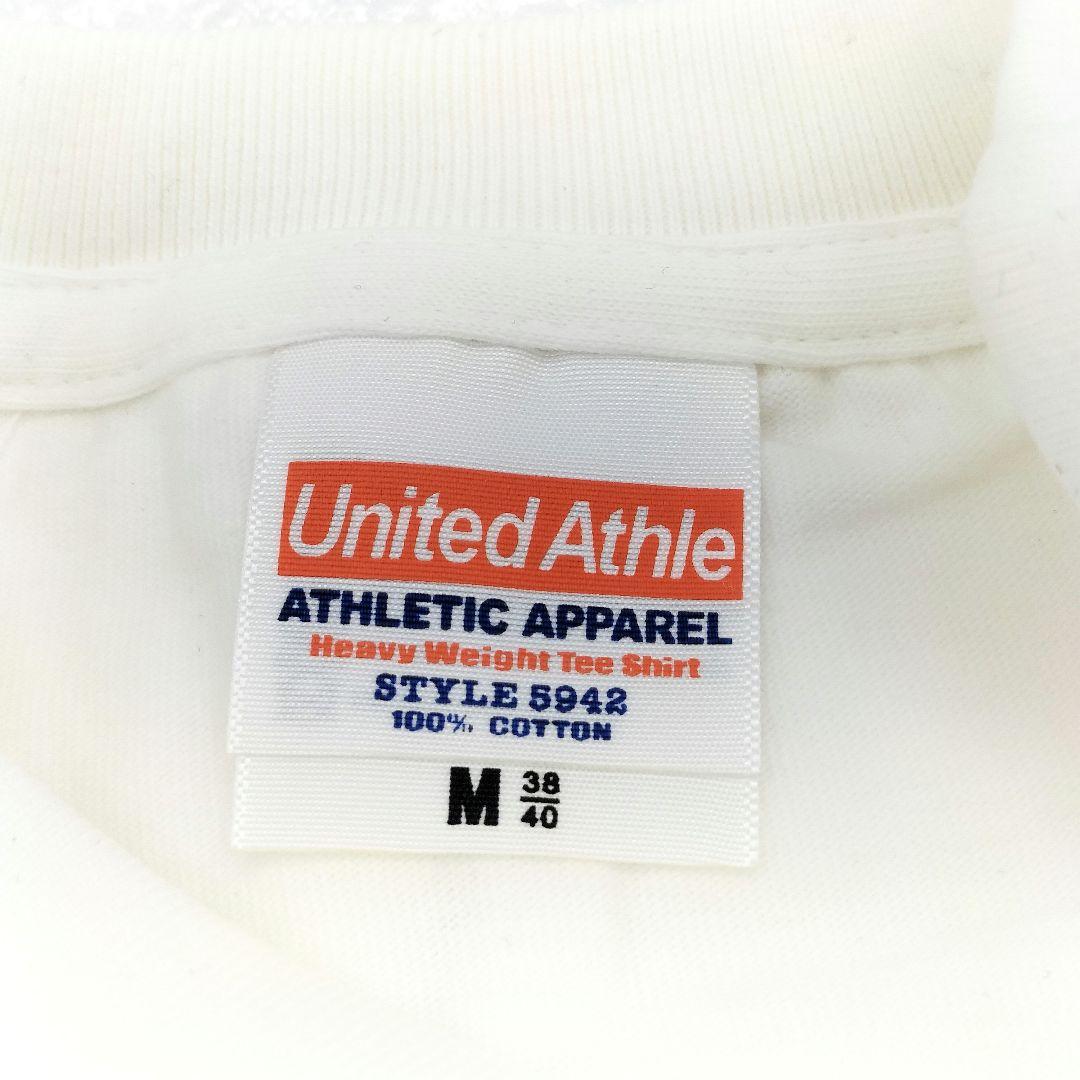 United Athle
ATHLETIC APPAREL
Heavy Weight Tee Shirt
STYLE 5942
100% COTTON
M 38/40